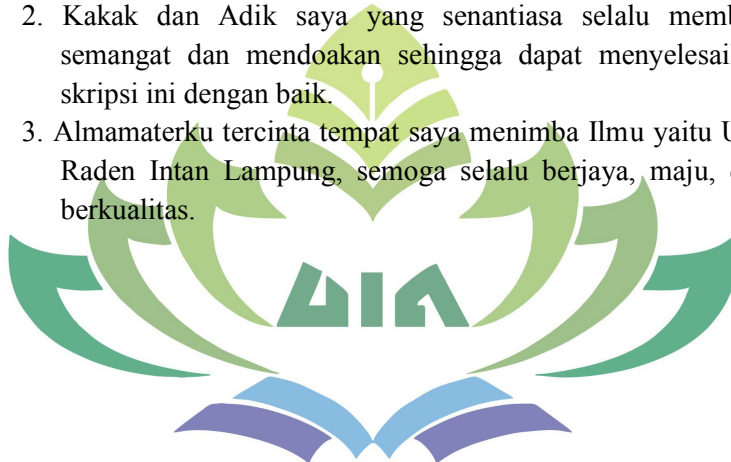 2. Kakak dan Adik saya yang senantiasa selalu memb
semangat dan mendoakan sehingga dapat menyelesai
skripsi ini dengan baik.
3. Almamaterku tercinta tempat saya menimba Ilmu yaitu U
Raden Intan Lampung, semoga selalu berjaya, maju,
berkualitas.
UIN